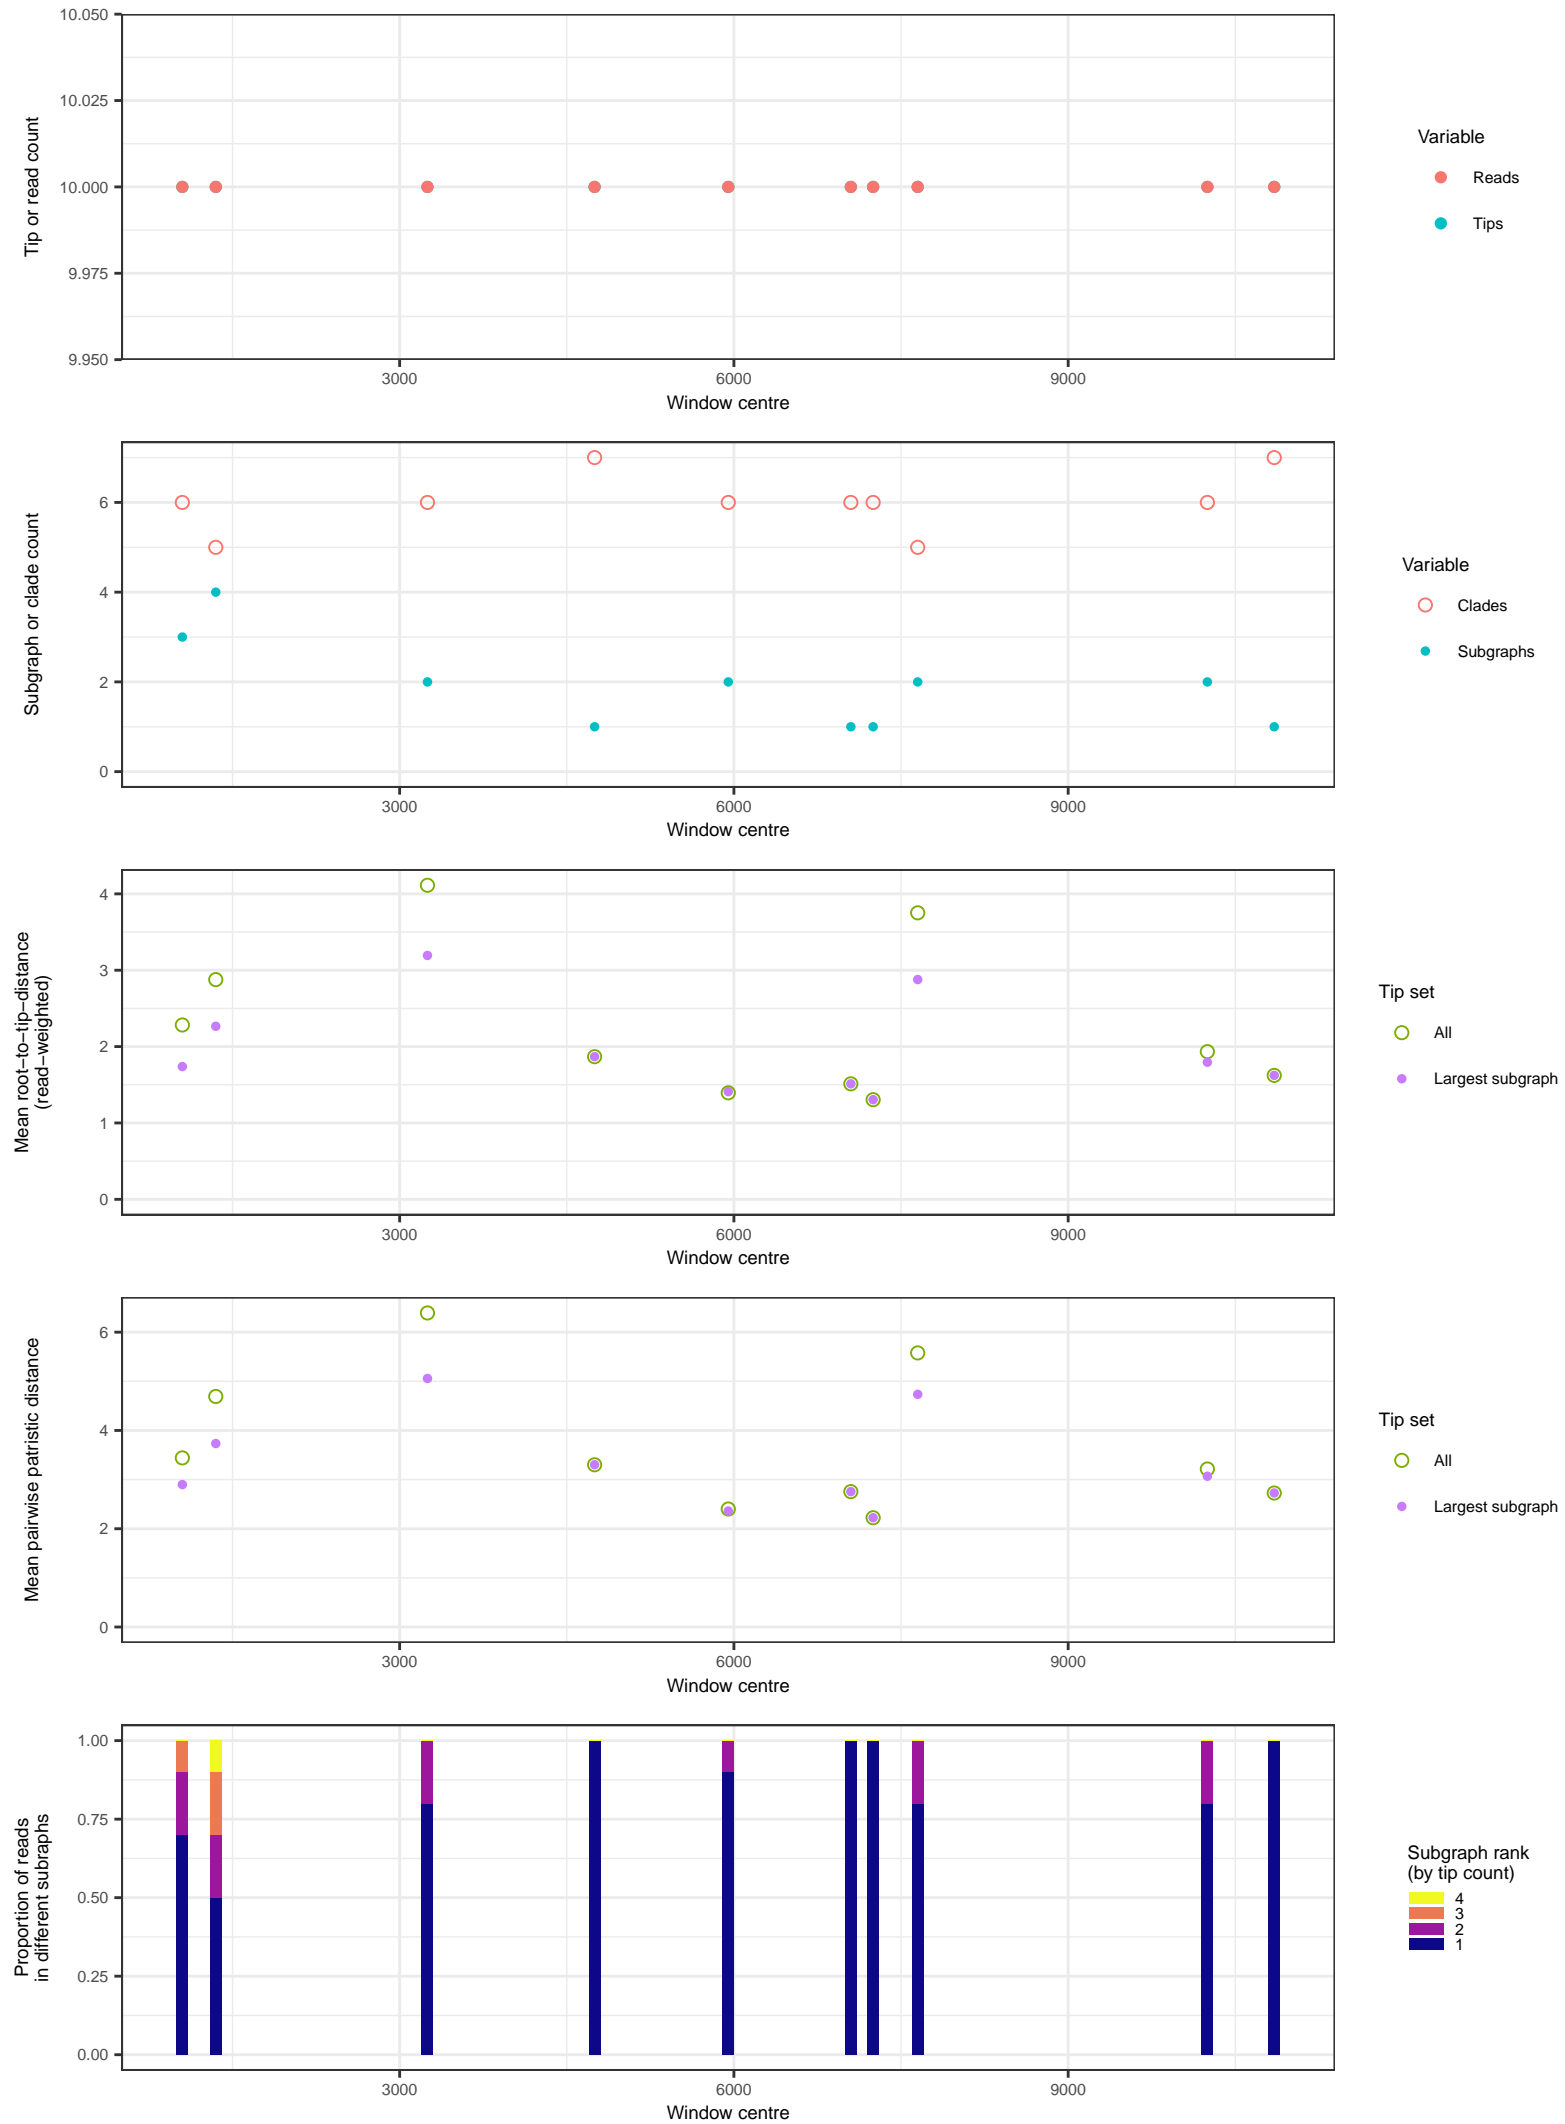 10.050
10.025
10.000
9.975
9.950
Tip or read count
3000
6000
9000
Window centre
Variable
Reads
Tips
6
4
2
0
Subgraph or clade count
3000
6000
9000
Window centre
Variable
Clades
Subgraphs
4
3
2
1
0
Mean root−to−tip−distance
(read−weighted)
3000
6000
9000
Window centre
Tip set
All
Largest subgraph
6
4
2
0
Mean pairwise patristic distance
3000
6000
9000
Window centre
Tip set
All
Largest subgraph
1.00
0.75
0.50
0.25
0.00
Proportion of reads
in different subraphs
3000
6000
9000
Window centre
Subgraph rank
(by tip count)
4
3
2
1